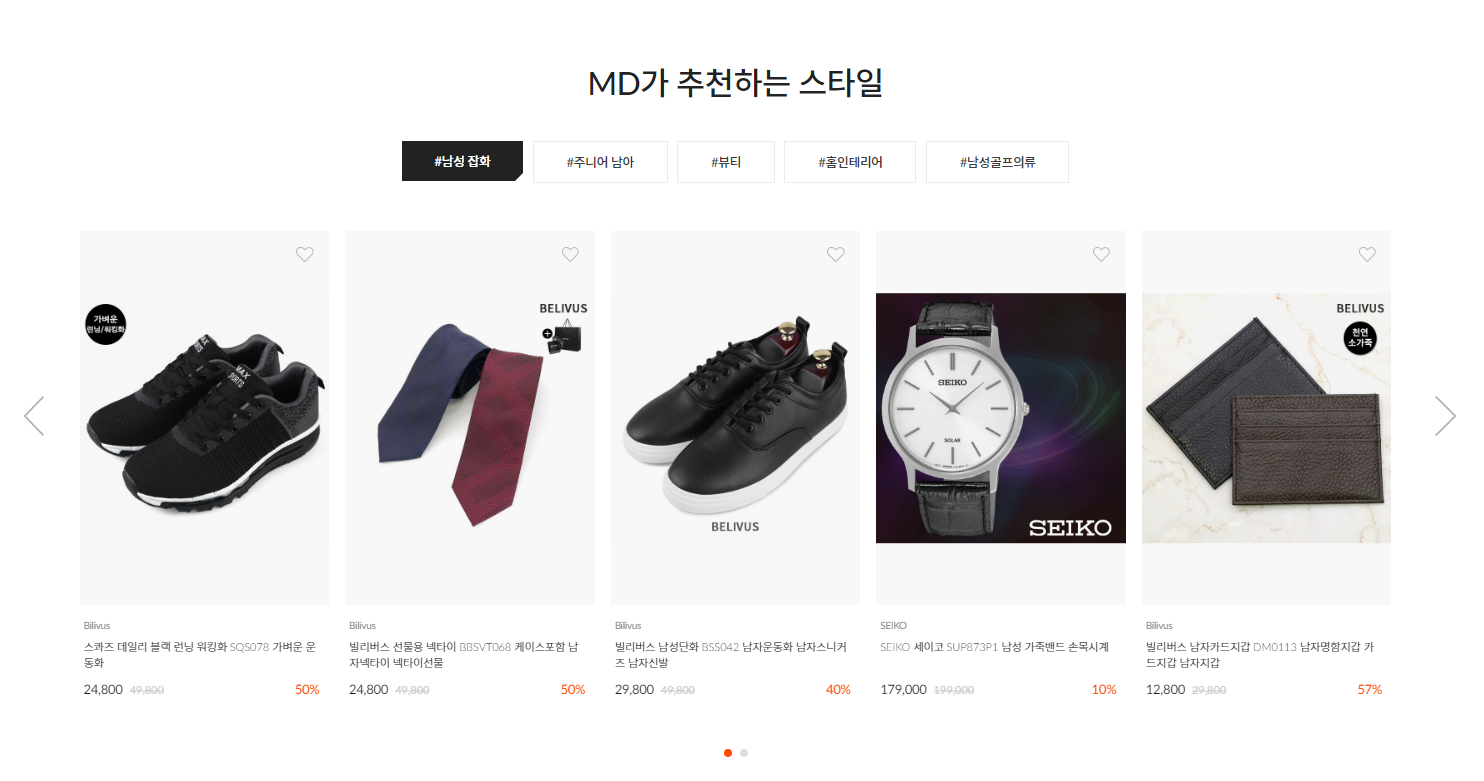 MD가 추천하는 스타일
#남성 잡화
#주니어 남아
#뷰티
#홈인테리어
#남성골프의류
가벼운
런닝/워킹화
MAX
SPORTS
BELIVUS
BELIVUS
SEIKO
SOLAR
SEIKO
BELIVUS
천연
소가죽
Bilivus
스콰즈 데일리 블랙 런닝 워킹화 SQS078 가벼운 운
동화
24,800 49,800 50%
Bilivus
빌리버스 선물용 넥타이 BBSVT068 케이스포함 남
자넥타이 넥타이선물
24,800 49,800 50%
Bilivus
빌리버스 남성단화 BSS042 남자운동화 남자스니커
즈 남자신발
29,800 49,800 40%
SEIKO
SEIKO 세이코 SUP873P1 남성 가죽밴드 손목시계
179,000 199,000 10%
Bilivus
빌리버스 남자카드지갑 DM0113 남자명함지갑 카
드지갑 남자지갑
12,800 29,800 57%